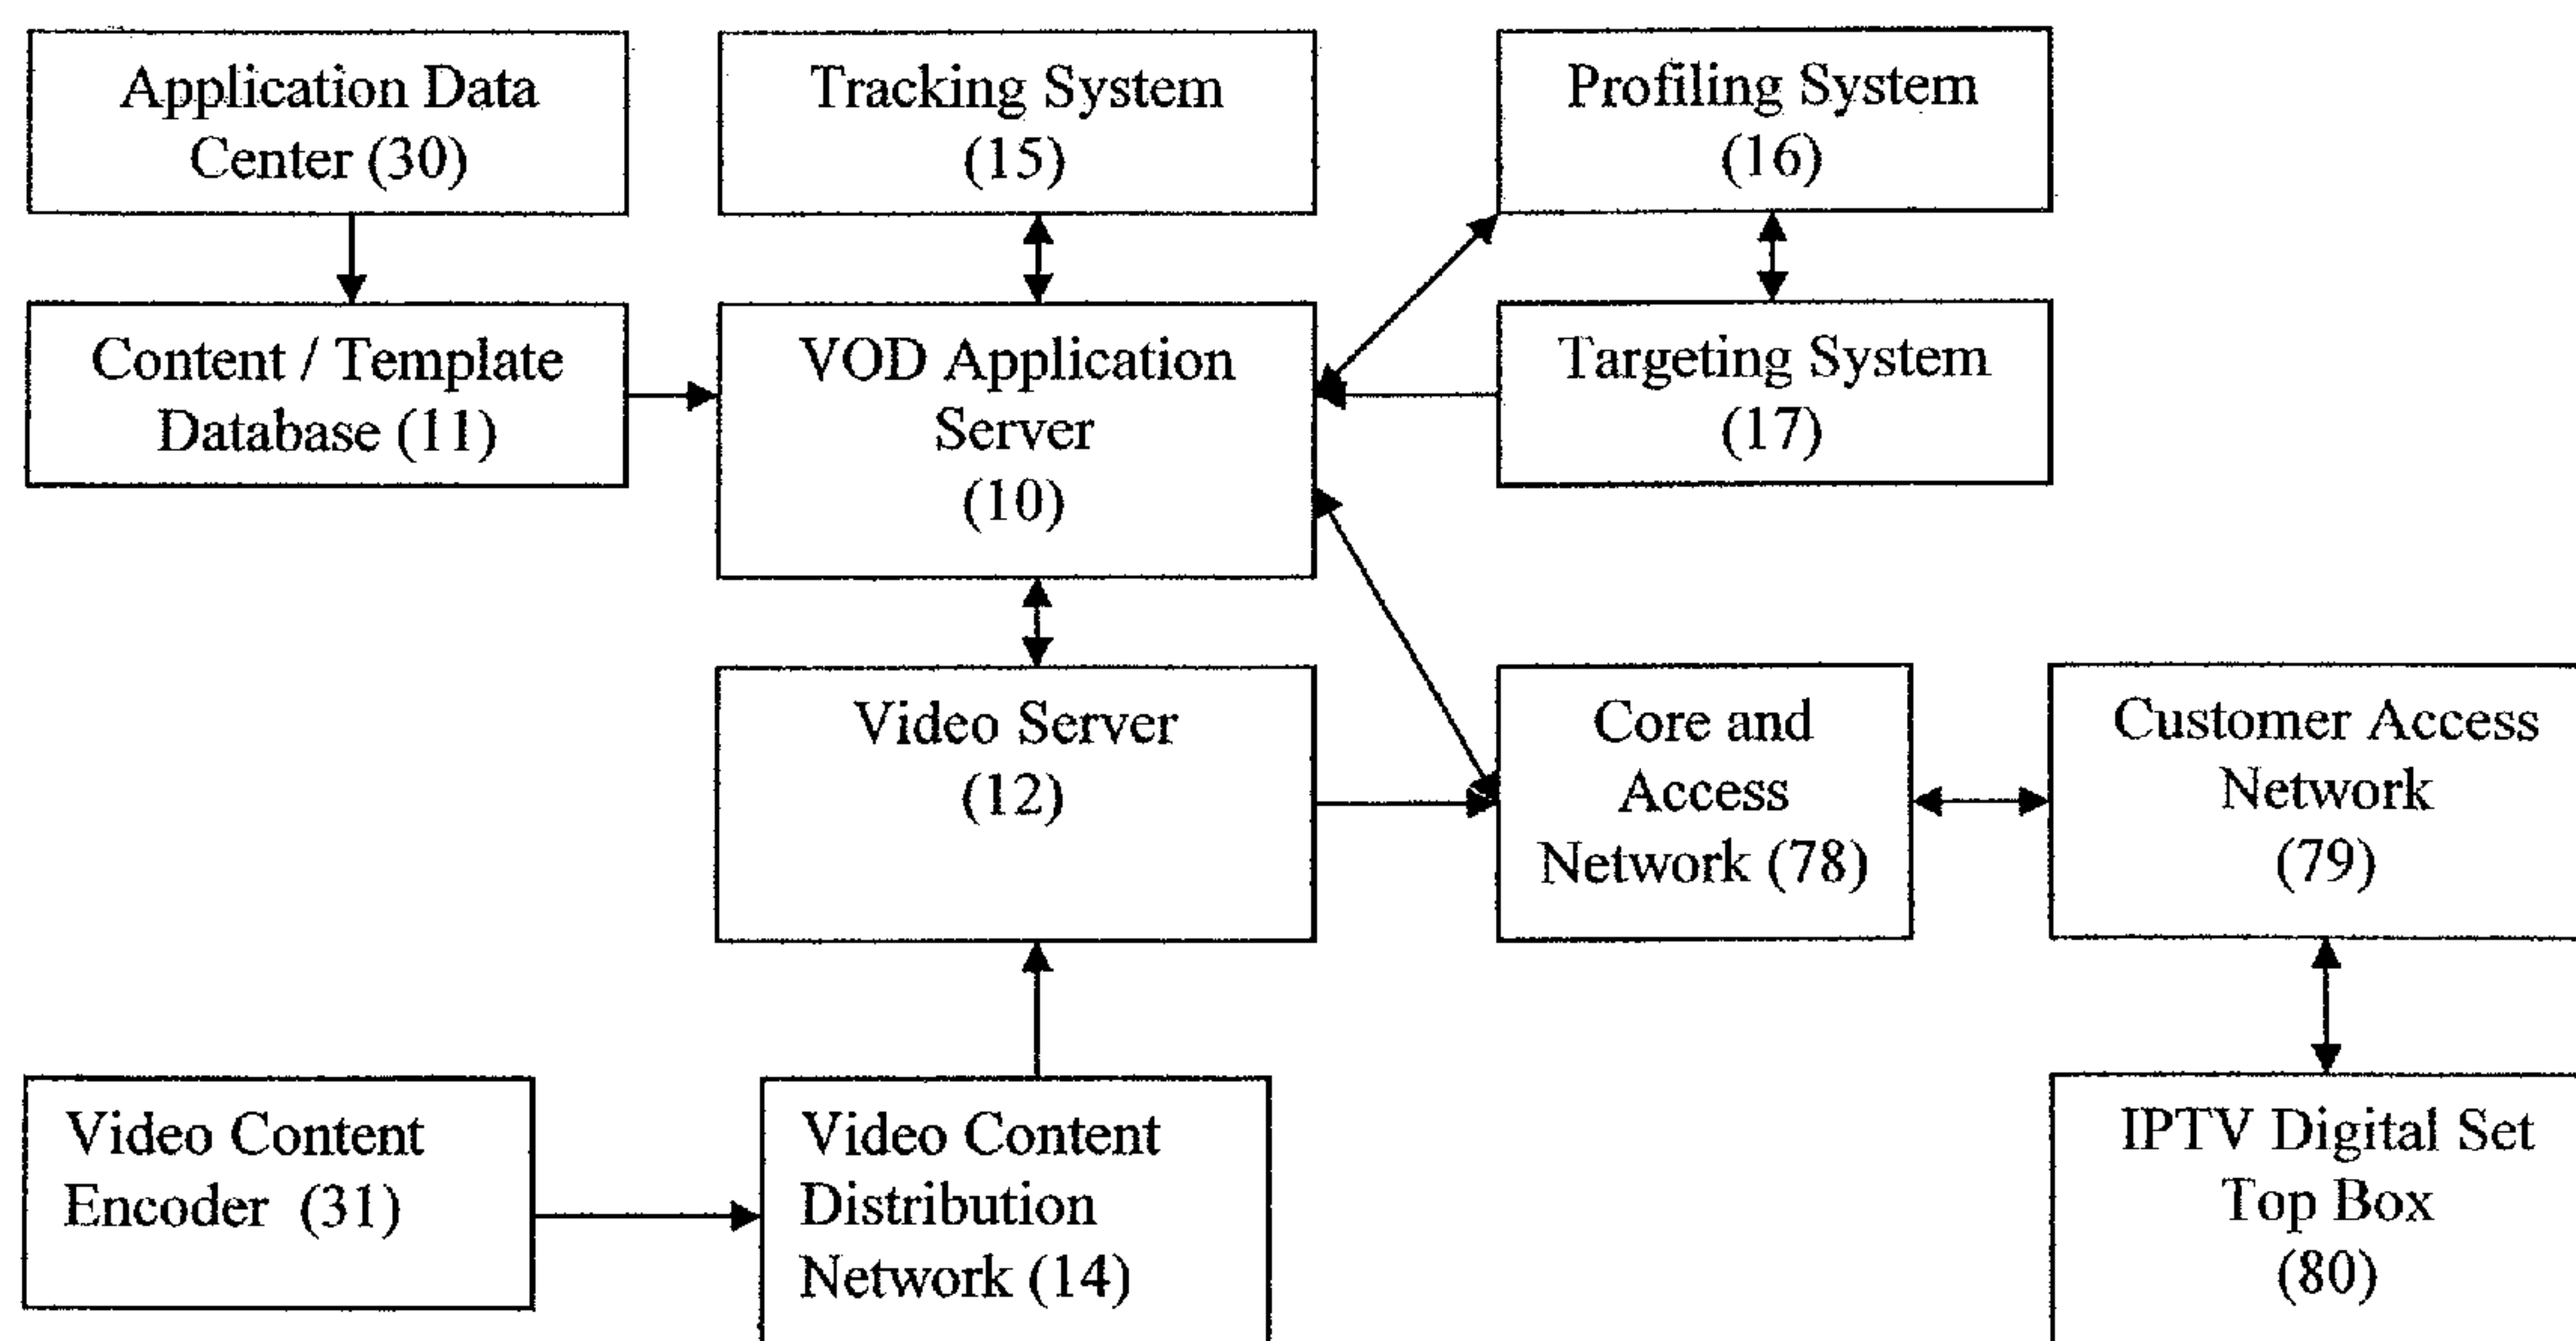 Application Data
Center (30)
Tracking System
(15)
Profiling System
(16)
Content / Template
Database (11)
VOD Application
Server
(10)
Targeting System
(17)
Video Server
(12)
Core and
Access
Network (78)
Customer Access
Network
(79)
Video Content
Encoder (31)
Video Content
Distribution
Network (14)
IPTV Digital Set
Top Box
(80)